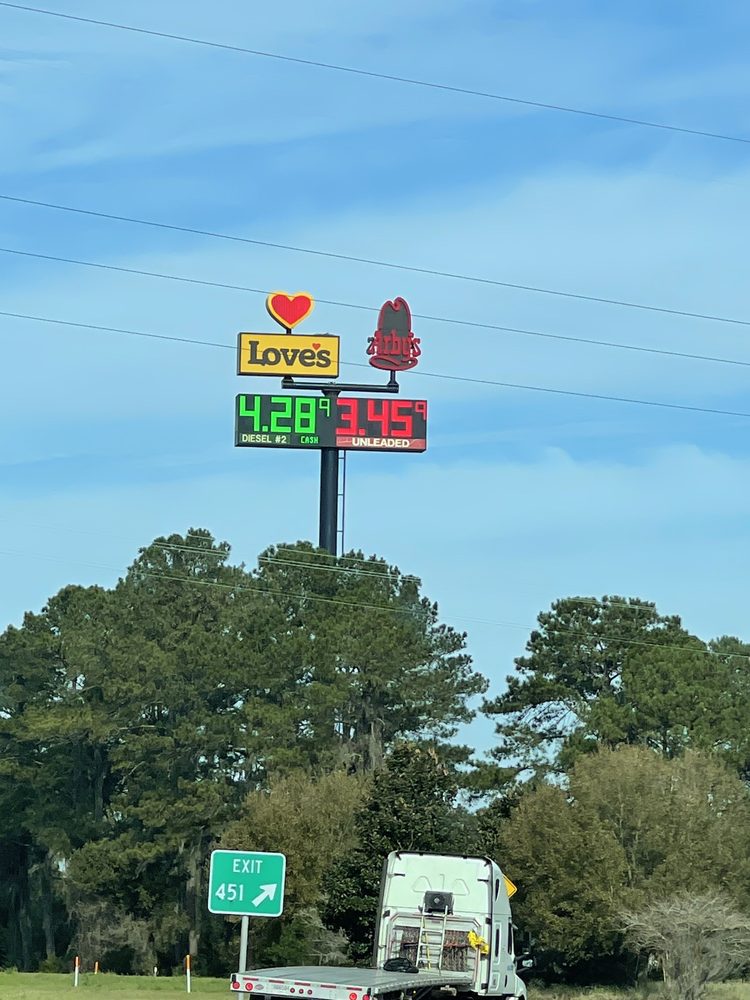 Love's
Arby's
4.28⁹ 3.45⁹
DIESEL #2 CASH UNLEADED
EXIT
451